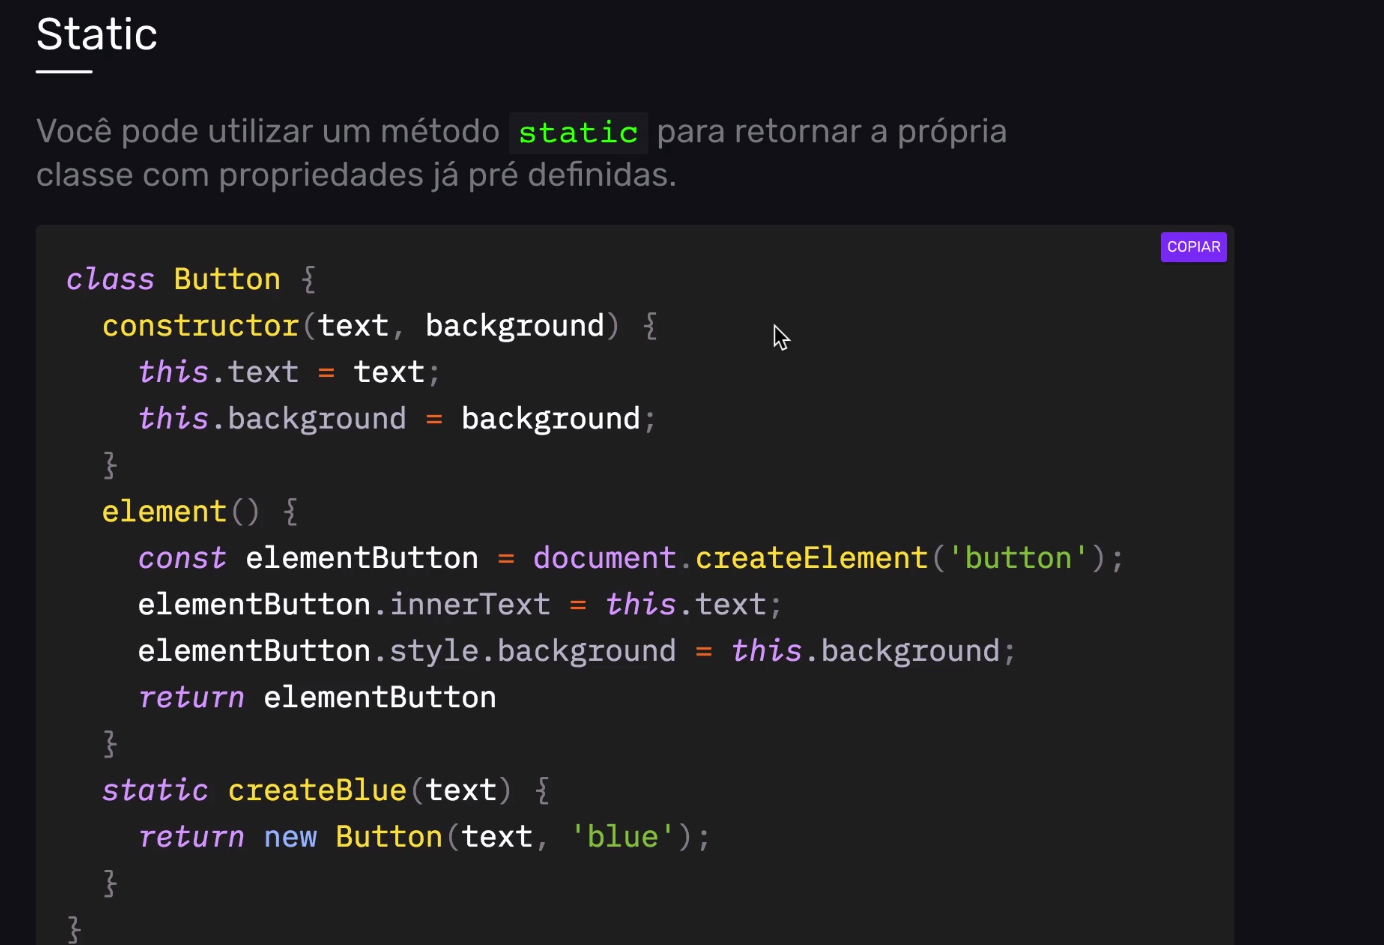 Static
Você pode utilizar um método static para retornar a própria
classe com propriedades já pré definidas.
COPIAR
class Button {
  constructor(text, background) {
    this.text = text;
    this.background = background;
  }
  element() {
    const elementButton = document.createElement('button');
    elementButton.innerText = this.text;
    elementButton.style.background = this.background;
    return elementButton
  }
  static createBlue(text) {
    return new Button(text, 'blue');
  }
}